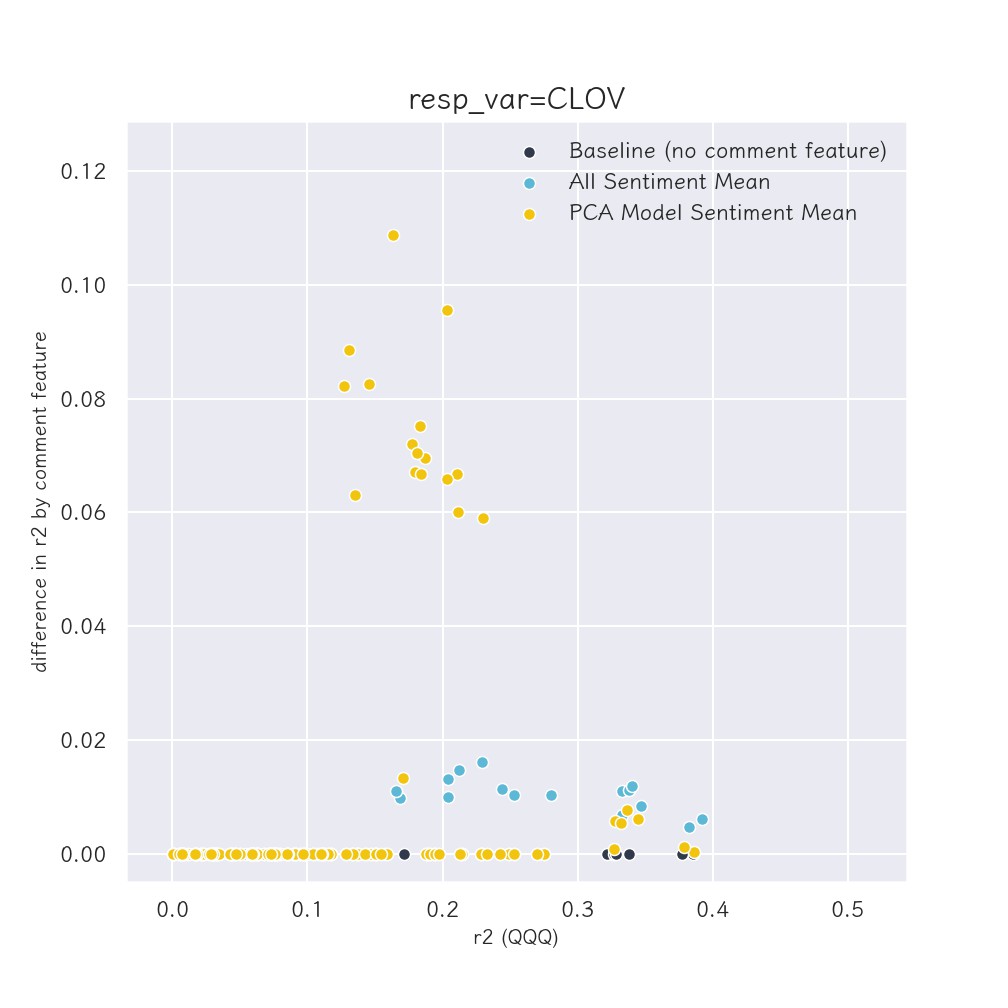 resp_var=CLOV
Baseline (no comment feature)
All Sentiment Mean
PCA Model Sentiment Mean
difference in r2 by comment feature
0.12
0.10
0.08
0.06
0.04
0.02
0.00
0.0 0.1 0.2 0.3 0.4 0.5
r2 (QQQ)